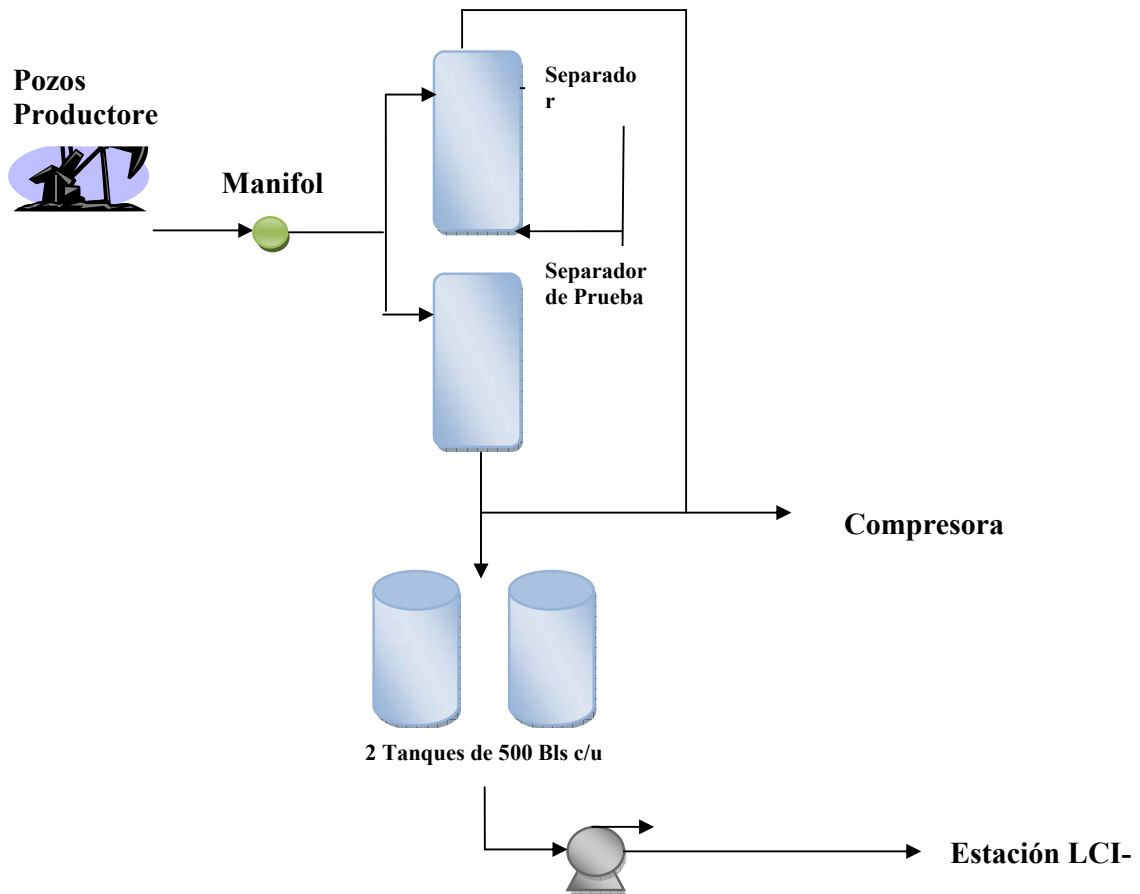 Pozos
Productore
Manifol
Separado
r
Separador
de Prueba
Compresora
2 Tanques de 500 Bls c/u
Estación LCI-